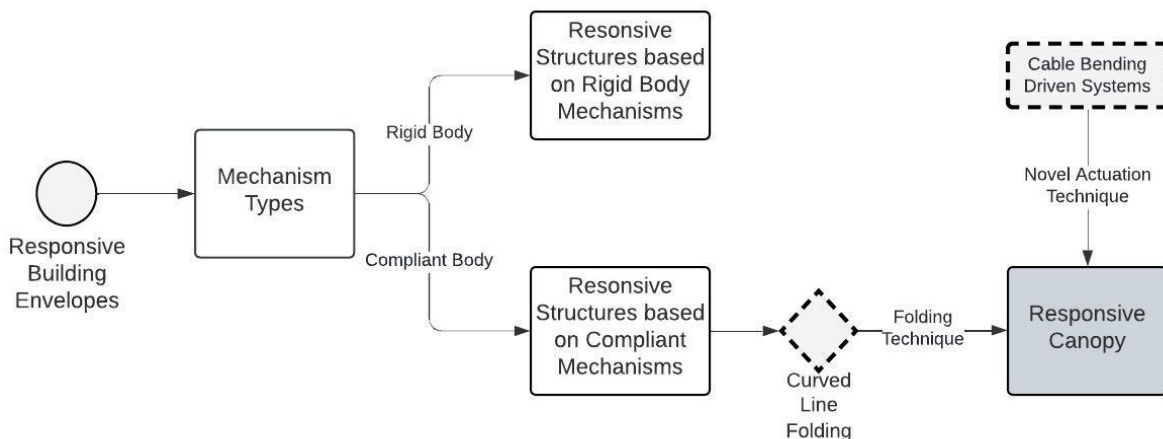 Responsive
Building
Envelopes
Mechanism
Types
Rigid Body
Compliant Body
Resonsive
Structures based
on Rigid Body
Mechanisms
Resonsive
Structures based
on Compliant
Mechanisms
Curved
Line
Folding
Folding
Technique
Cable Bending
Driven Systems
Novel Actuation
Technique
Responsive
Canopy